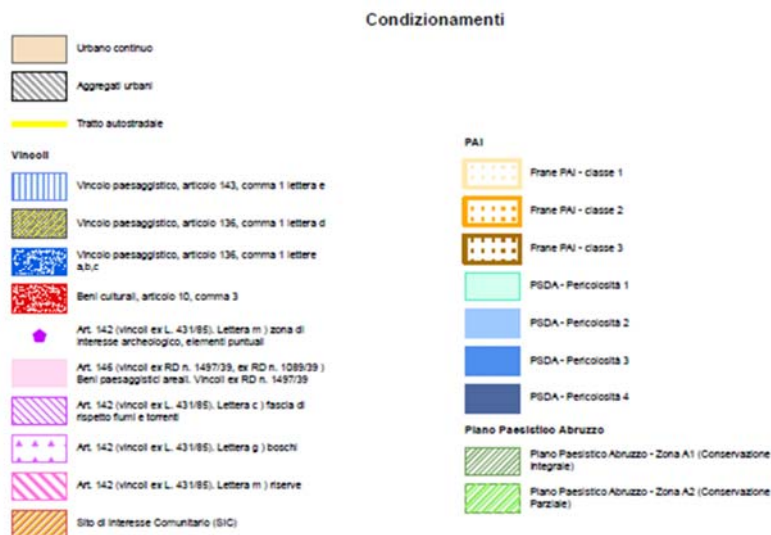 Condizionamenti
Urbano continuo
Aggregati urbani
Tratto autostradale
Vincoli
Vincolo paesaggistico, articolo 143, comma 1 lettera e
Vincolo paesaggistico, articolo 136, comma 1 lettera d
Vincolo paesaggistico, articolo 136, comma 1 lettere
a,b,c
Beni culturali, articolo 10, comma 3
Art. 142 (vincoli ex L. 431/85). Lettera m ) zona di
interesse archeologico, elementi puntuali
Art. 146 (vincoli ex RD n. 1497/39, ex RD n. 1089/39 )
Beni paesaggistici areali. Vincoli ex RD n. 1497/39
Art. 142 (vincoli ex L. 431/85). Lettera c ) fascia di
rispetto fiumi e torrenti
Art. 142 (vincoli ex L. 431/85). Lettera g ) boschi
Art. 142 (vincoli ex L. 431/85). Lettera m ) riserve
Sito di Interesse Comunitario (SIC)
PAI
Frane PAI - classe 1
Frane PAI - classe 2
Frane PAI - classe 3
PSDA - Pericolosità 1
PSDA - Pericolosità 2
PSDA - Pericolosità 3
PSDA - Pericolosità 4
Piano Paesistico Abruzzo
Piano Paesistico Abruzzo - Zona A1 (Conservazione
Integrale)
Piano Paesistico Abruzzo - Zona A2 (Conservazione
Parziale)